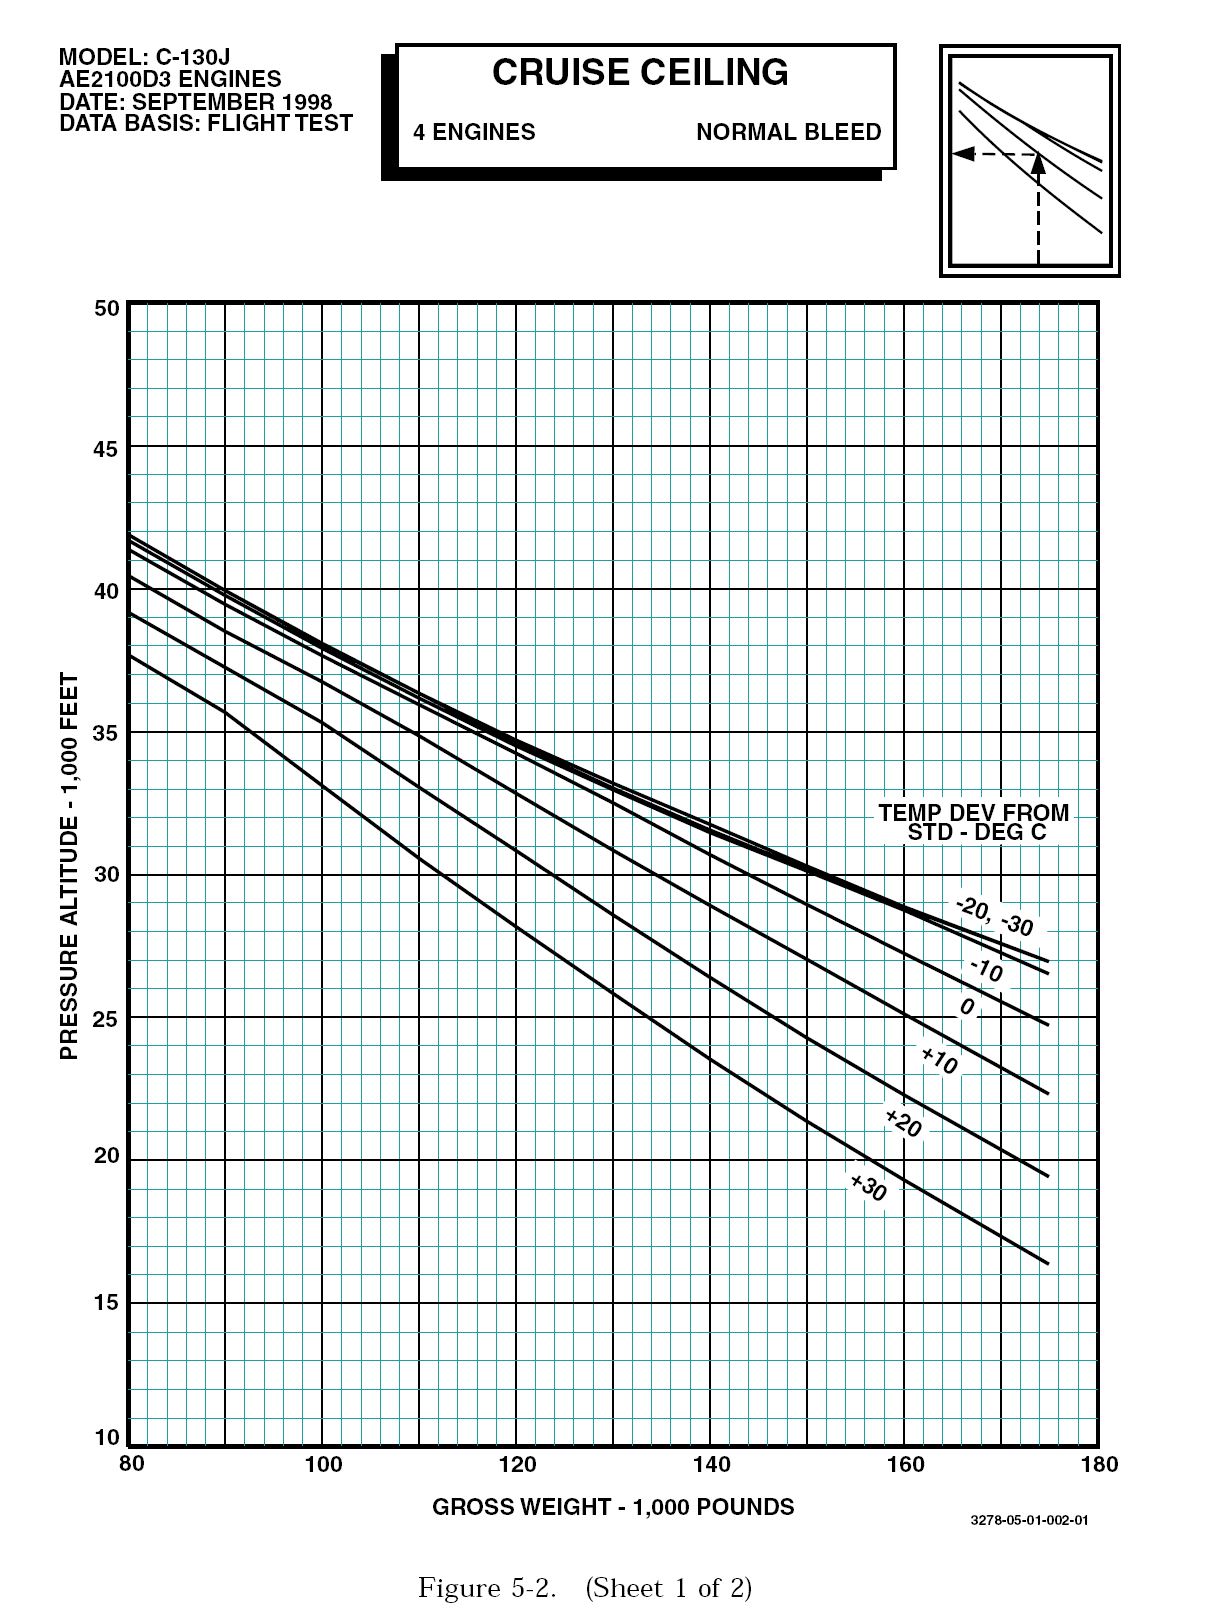 MODEL: C-130J
AE2100D3 ENGINES
DATE: SEPTEMBER 1998
DATA BASIS: FLIGHT TEST
CRUISE CEILING
4 ENGINES NORMAL BLEED
50
45
40
35
30
25
20
15
10
PRESSURE ALTITUDE - 1,000 FEET
TEMP DEV FROM
STD - DEG C
-20, -30
-10
0
+10
+20
+30
80 100 120 140 160 180
GROSS WEIGHT - 1,000 POUNDS
3278-05-01-002-01
Figure 5-2. (Sheet 1 of 2)